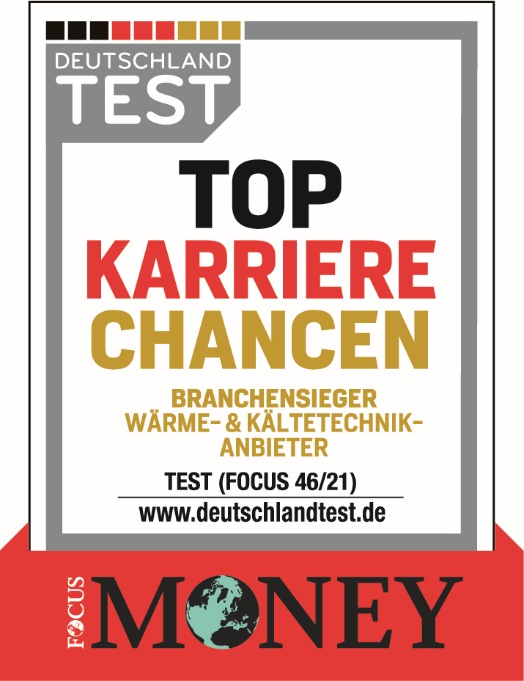 DEUTSCHLAND
TEST
TOP
KARRIERE
CHANCEN
BRANCHENSIEGER
WÄRME- & KÄLTETECHNIK-
ANBIETER
TEST (FOCUS 46/21)
www.deutschlandtest.de
FOCUS
MONEY